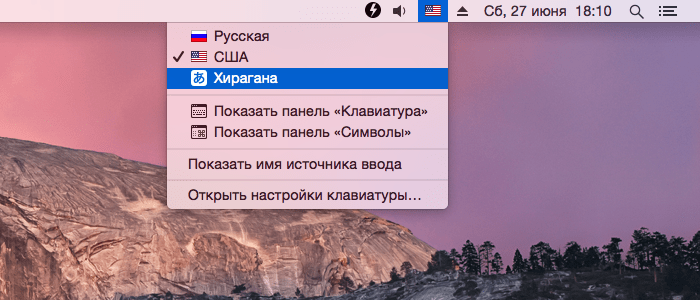 Сб, 27 июня 18:10
Русская
США
あ Хирагана
Показать панель «Клавиатура»
Показать панель «Символы»
Показать имя источника ввода
Открыть настройки клавиатуры...